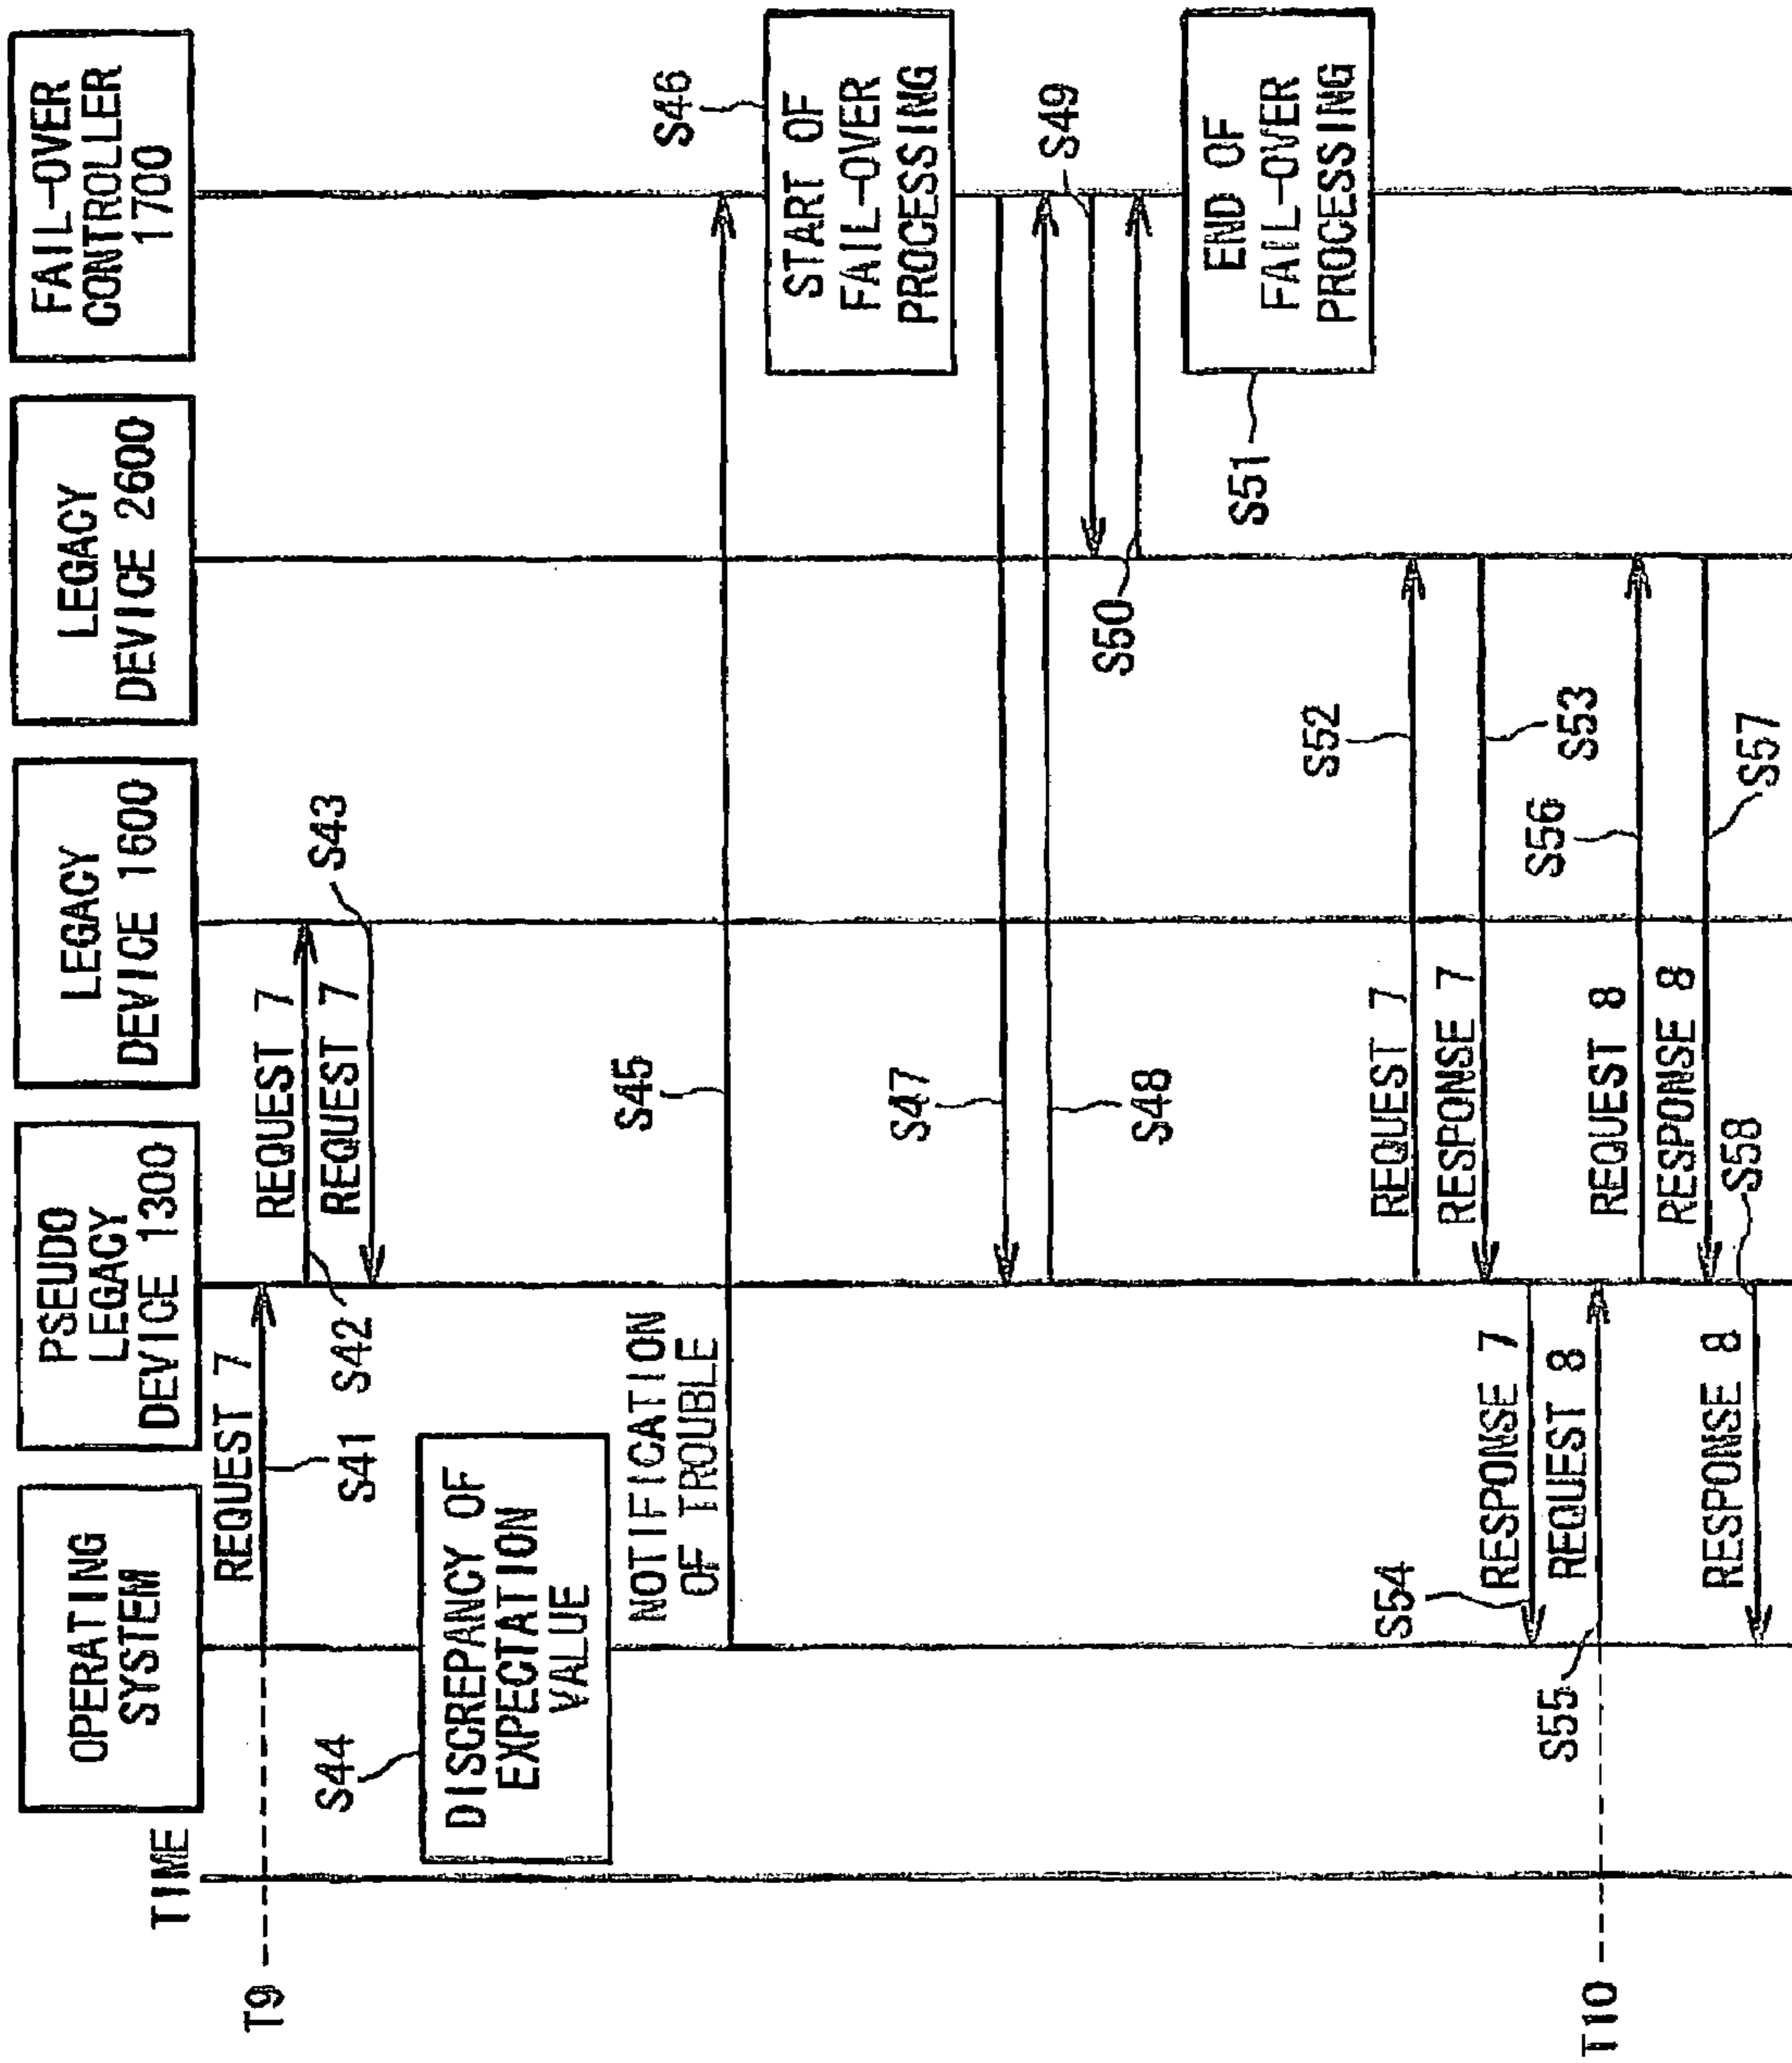 TIME
OPERATING
SYSTEM
PSEUDO
LEGACY
DEVICE 1300
LEGACY
DEVICE 1600
LEGACY
DEVICE 2600
FAIL-OVER
CONTROLLER
1700
T9
REQUEST 7
S41
REQUEST 7
S42
REQUEST 7
S43
S44
DISCREPANCY OF
EXPECTATION
VALUE
NOTIFICATION
OF TROUBLE
S45
S46
START OF
FAIL-OVER
PROCESSING
S47
S48
S49
S50
END OF
FAIL-OVER
PROCESSING
S51
REQUEST 7
S52
RESPONSE 7
S53
S54
RESPONSE 7
T10
S55
REQUEST 8
REQUEST 8
S56
RESPONSE 8
S57
RESPONSE 8
S58